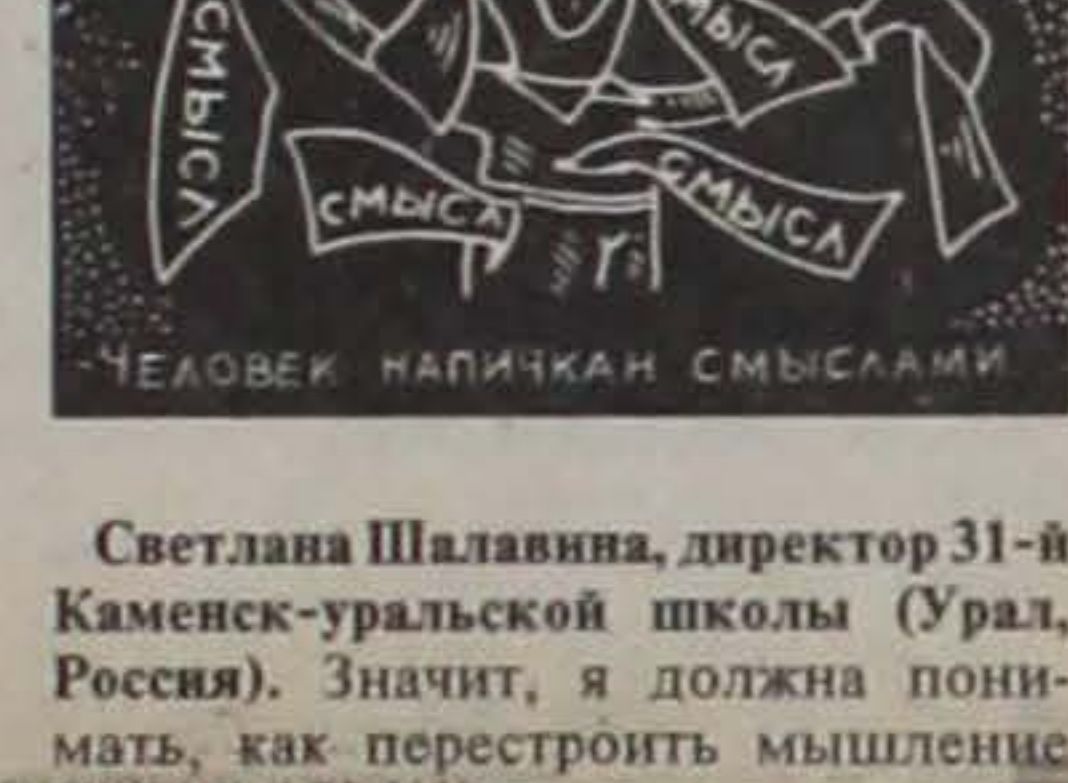 СМЫСЛ
МЫСЛ
СМЫСЛ
СМЫСЛ
ЧЕЛОВЕК НАПИЧКАН СМЫСЛАМИ
Светлана Шалавина, директор 31-й
Каменск-уральской школы (Урал,
Россия). Значит, я должна пони-
мать, как перестроить мышление